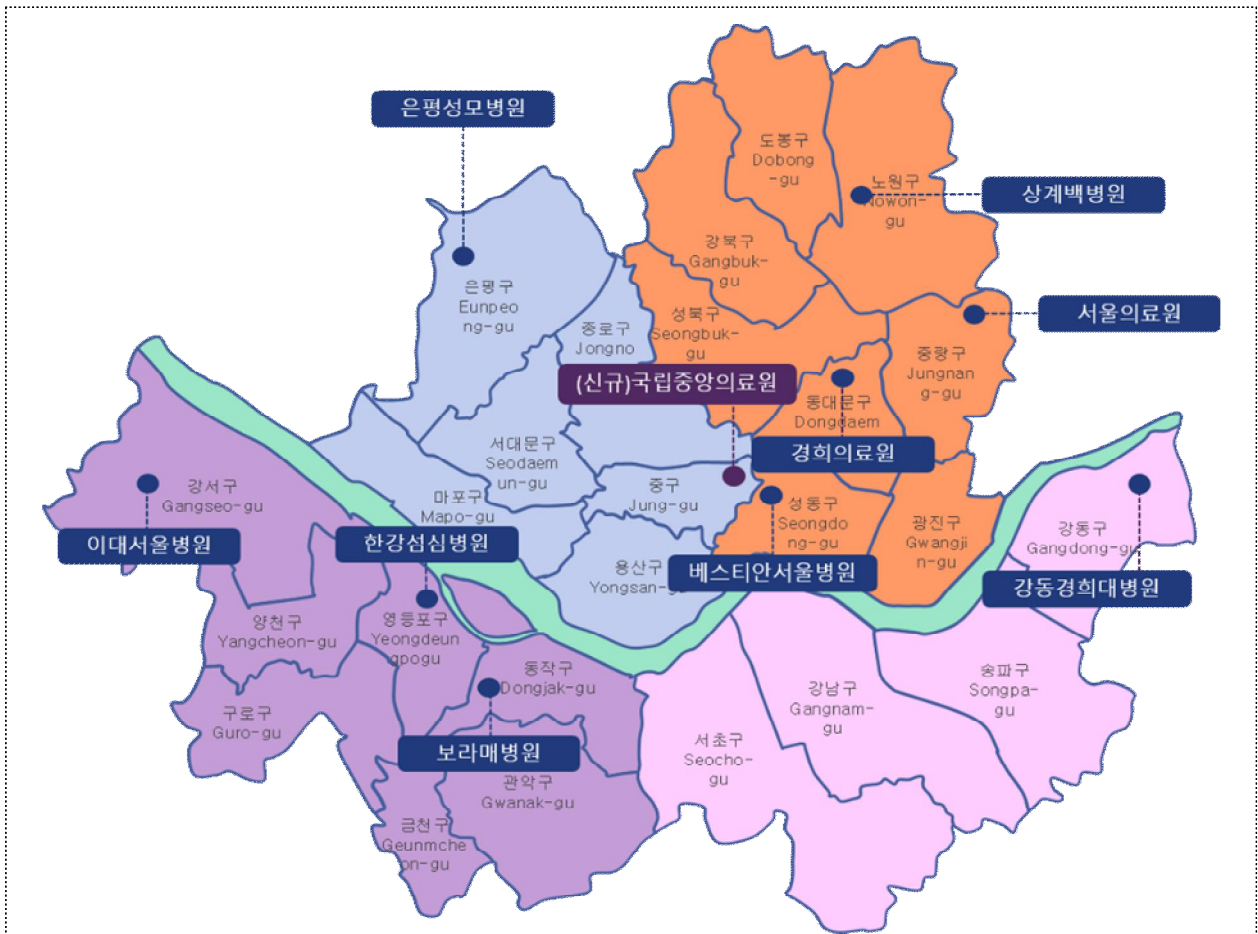 은평성모병원
도봉구
Dobong
-gu
노원구
Nowon-
gu
상계백병원
강북구
Gangbuk-
gu
은평구
Eunpeo
ng-gu
성북구
Seongbuk-
gu
종로구
Jongno
서울의료원
중랑구
Jungnan
g-gu
(신규)국립중앙의료원
동대문구
Dongdaem
경희의료원
서대문구
Seodaem
un-gu
마포구
Mapo-gu
중구
Jung-gu
성동구
Seongdo
ng-gu
광진구
Gwangji
n-gu
강서구
Gangseo-gu
강동구
Gangdong-gu
이대서울병원
한강섬심병원
용산구
Yongsan-g
베스티안서울병원
강동경희대병원
양천구
Yangcheon-gu
영등포구
Yeongdeun
gpogu
동작구
Dongjak-gu
구로구
Guro-gu
보라매병원
관악구
Gwanak-gu
금천구
Geunmche
on-gu
서초구
Seocho-
gu
강남구
Gangnam-
gu
송파구
Songpa-
gu